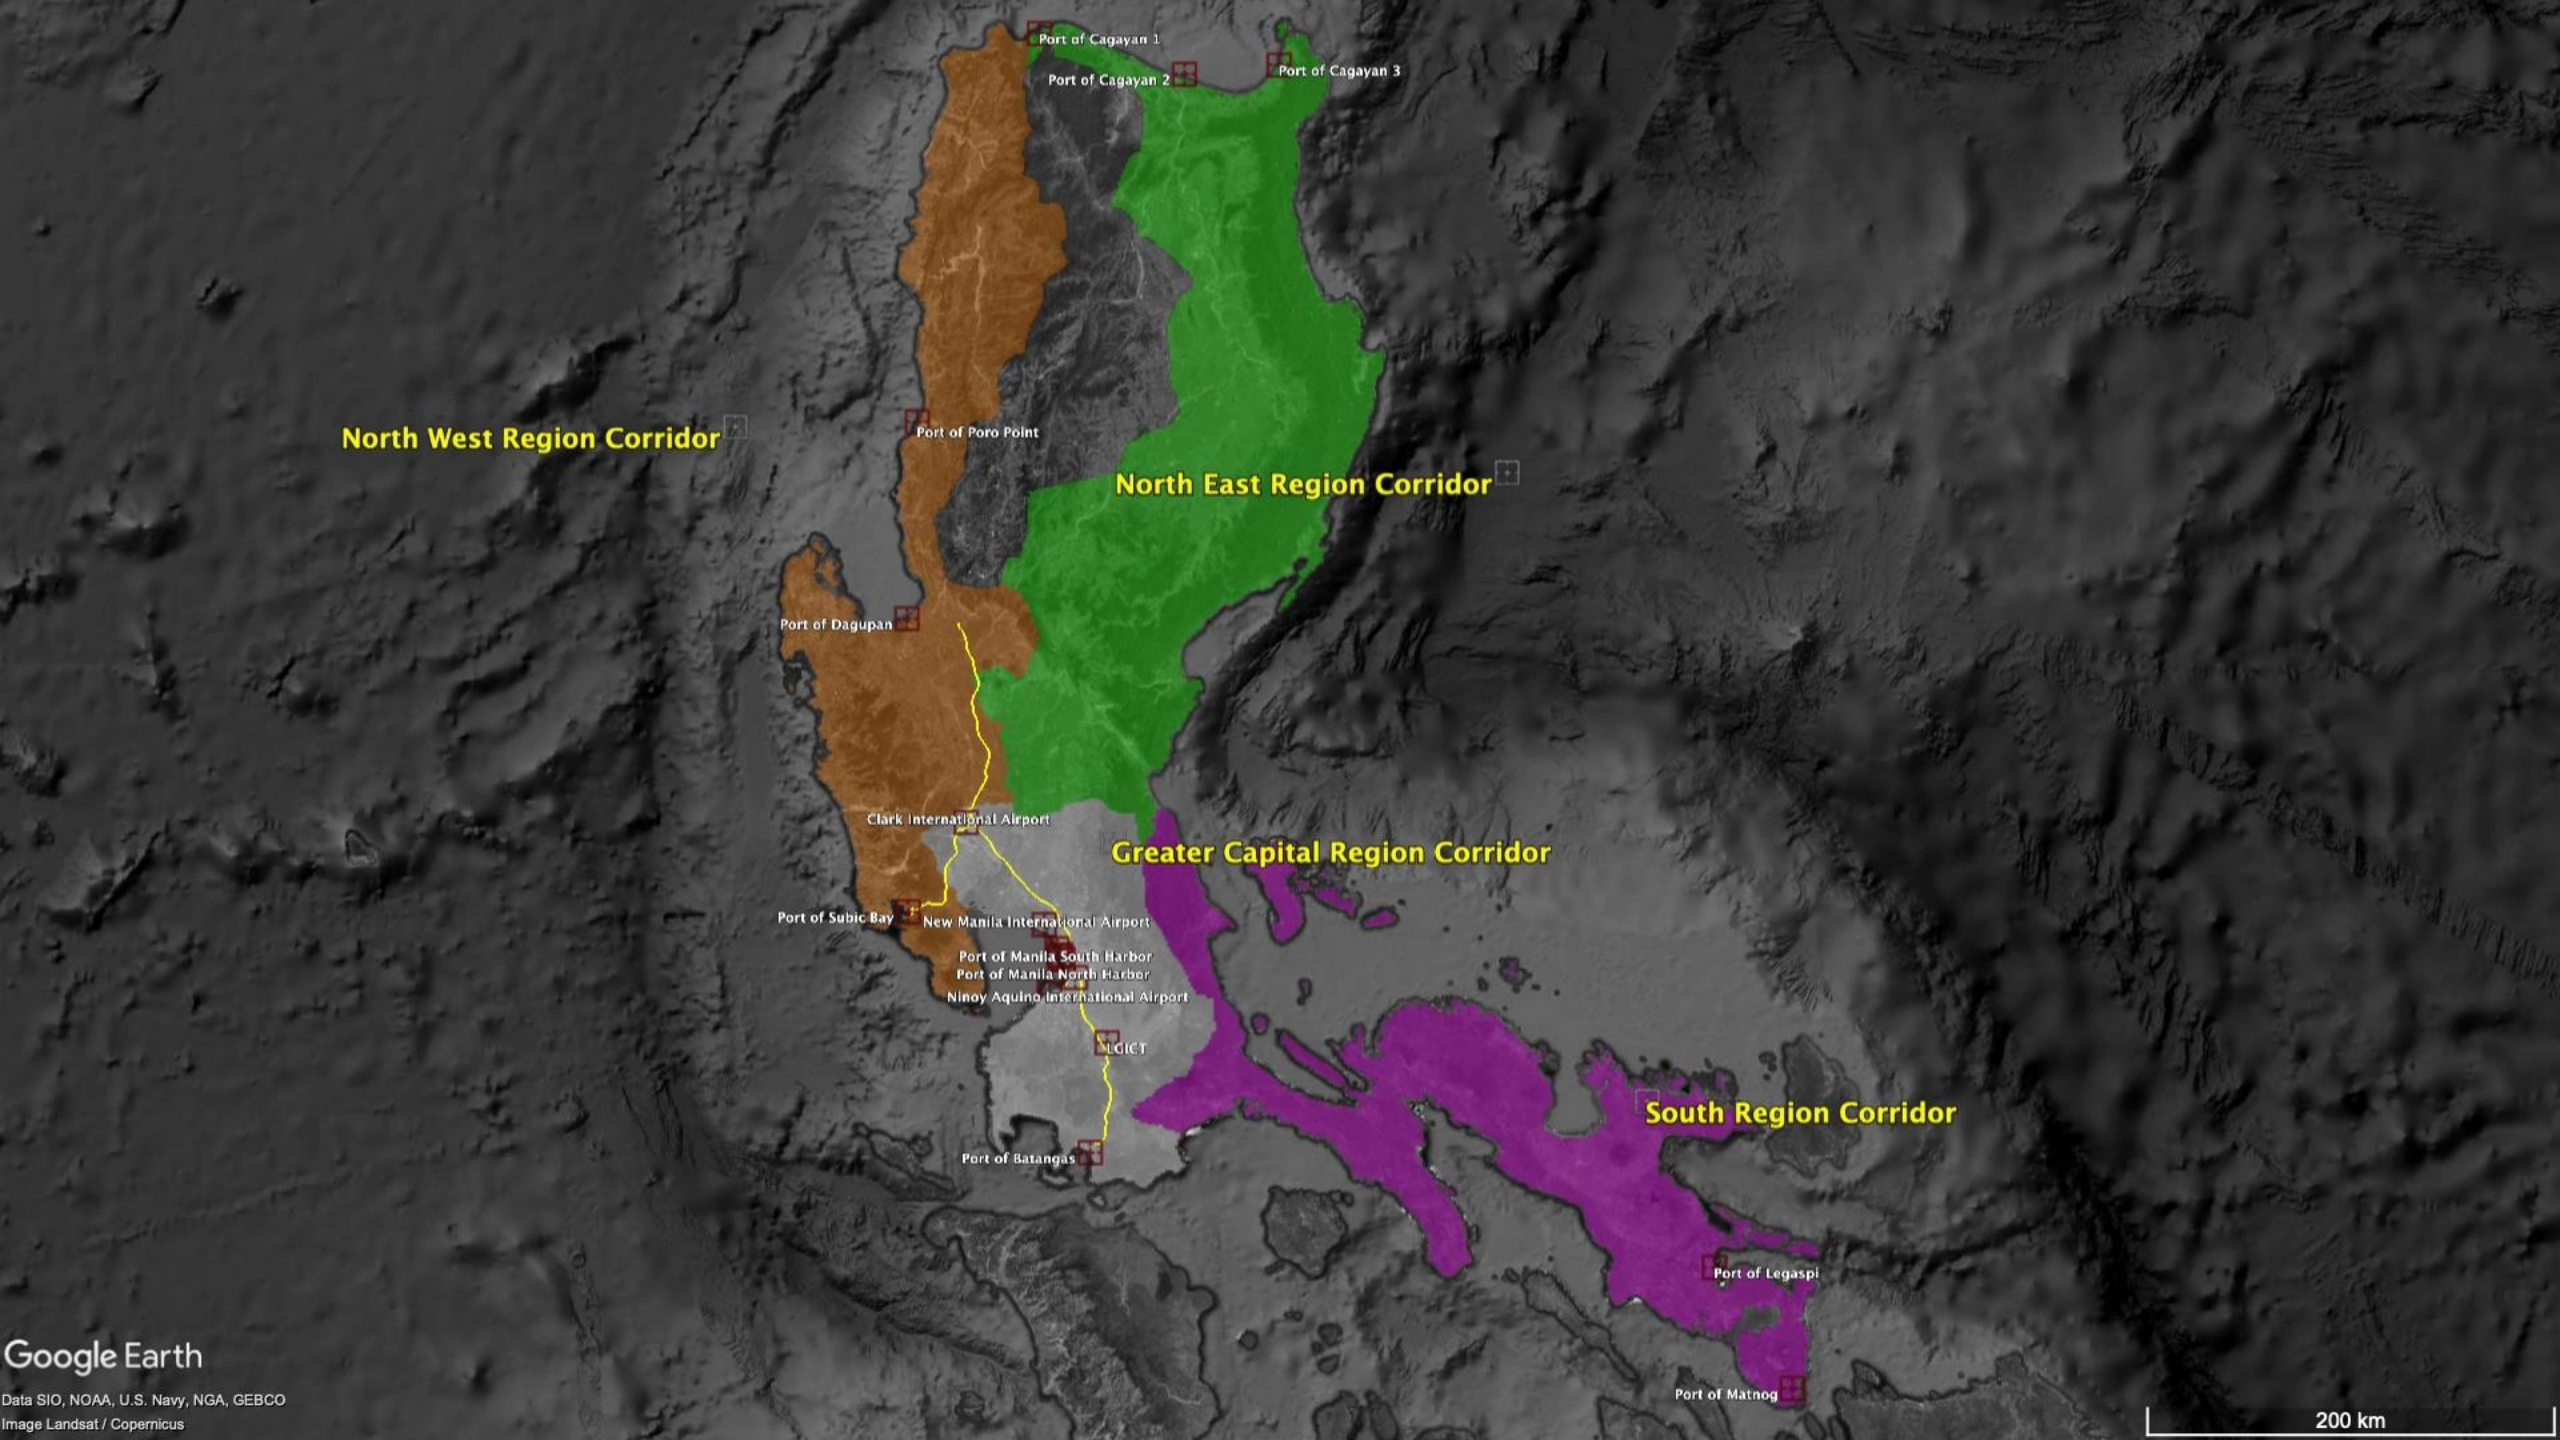 Port of Cagayan 1
Port of Cagayan 2
Port of Cagayan 3
North West Region Corridor
Port of Poro Point
North East Region Corridor
Port of Dagupan
Clark International Airport
Greater Capital Region Corridor
Port of Subic Bay
New Manila International Airport
Port of Manila South Harbor
Port of Manila North Harbor
Ninoy Aquino International Airport
LGICT
South Region Corridor
Port of Batangas
Port of Legaspi
Port of Matnog
Google Earth
Data SIO, NOAA, U.S. Navy, NGA, GEBCO
Image Landsat / Copernicus
200 km